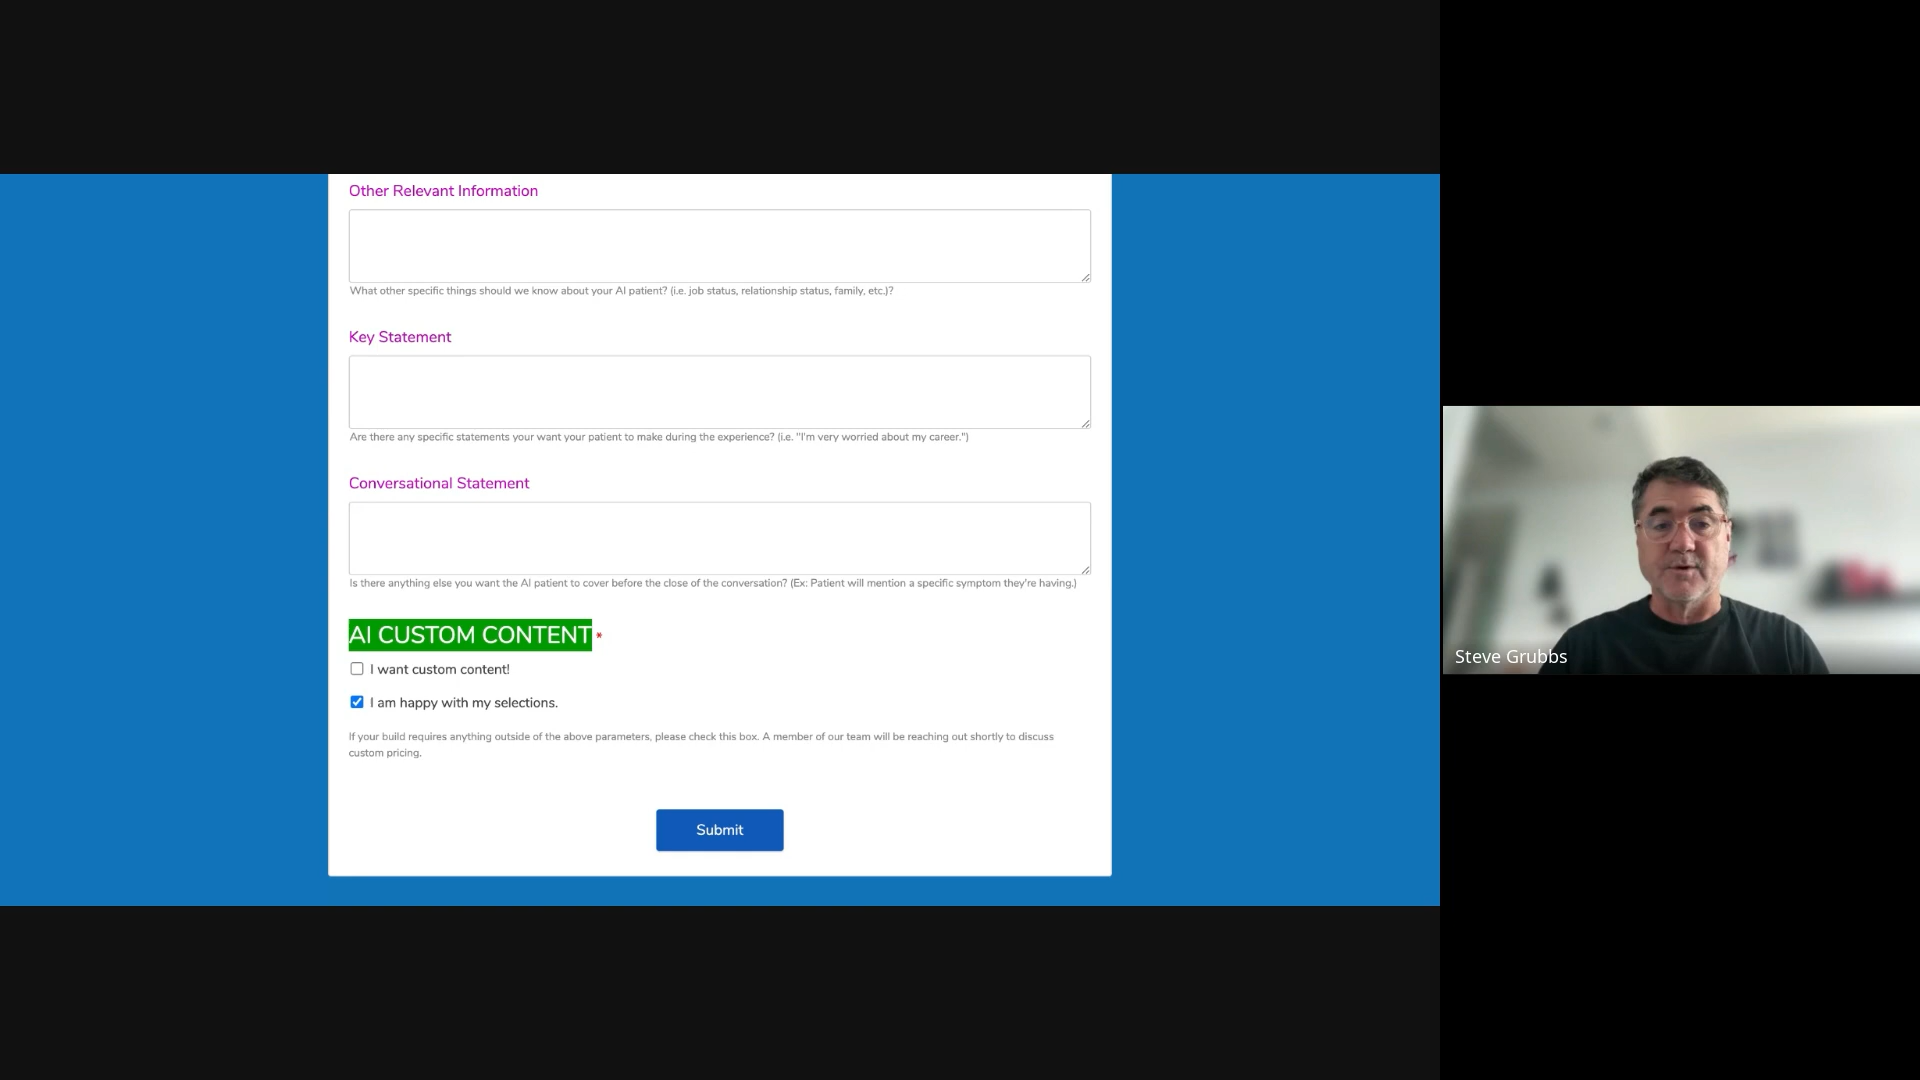 Other Relevant Information
What other specific things should we know about your AI patient? (i.e. job status, relationship status, family, etc.)?
Key Statement
Are there any specific statements your want your patient to make during the experience? (i.e. "I'm very worried about my career.")
Conversational Statement
Is there anything else you want the AI patient to cover before the close of the conversation? (Ex: Patient will mention a specific symptom they're having.)
AI CUSTOM CONTENT *
I want custom content!
I am happy with my selections.
If your build requires anything outside of the above parameters, please check this box. A member of our team will be reaching out shortly to discuss
custom pricing.
Submit
Steve Grubbs